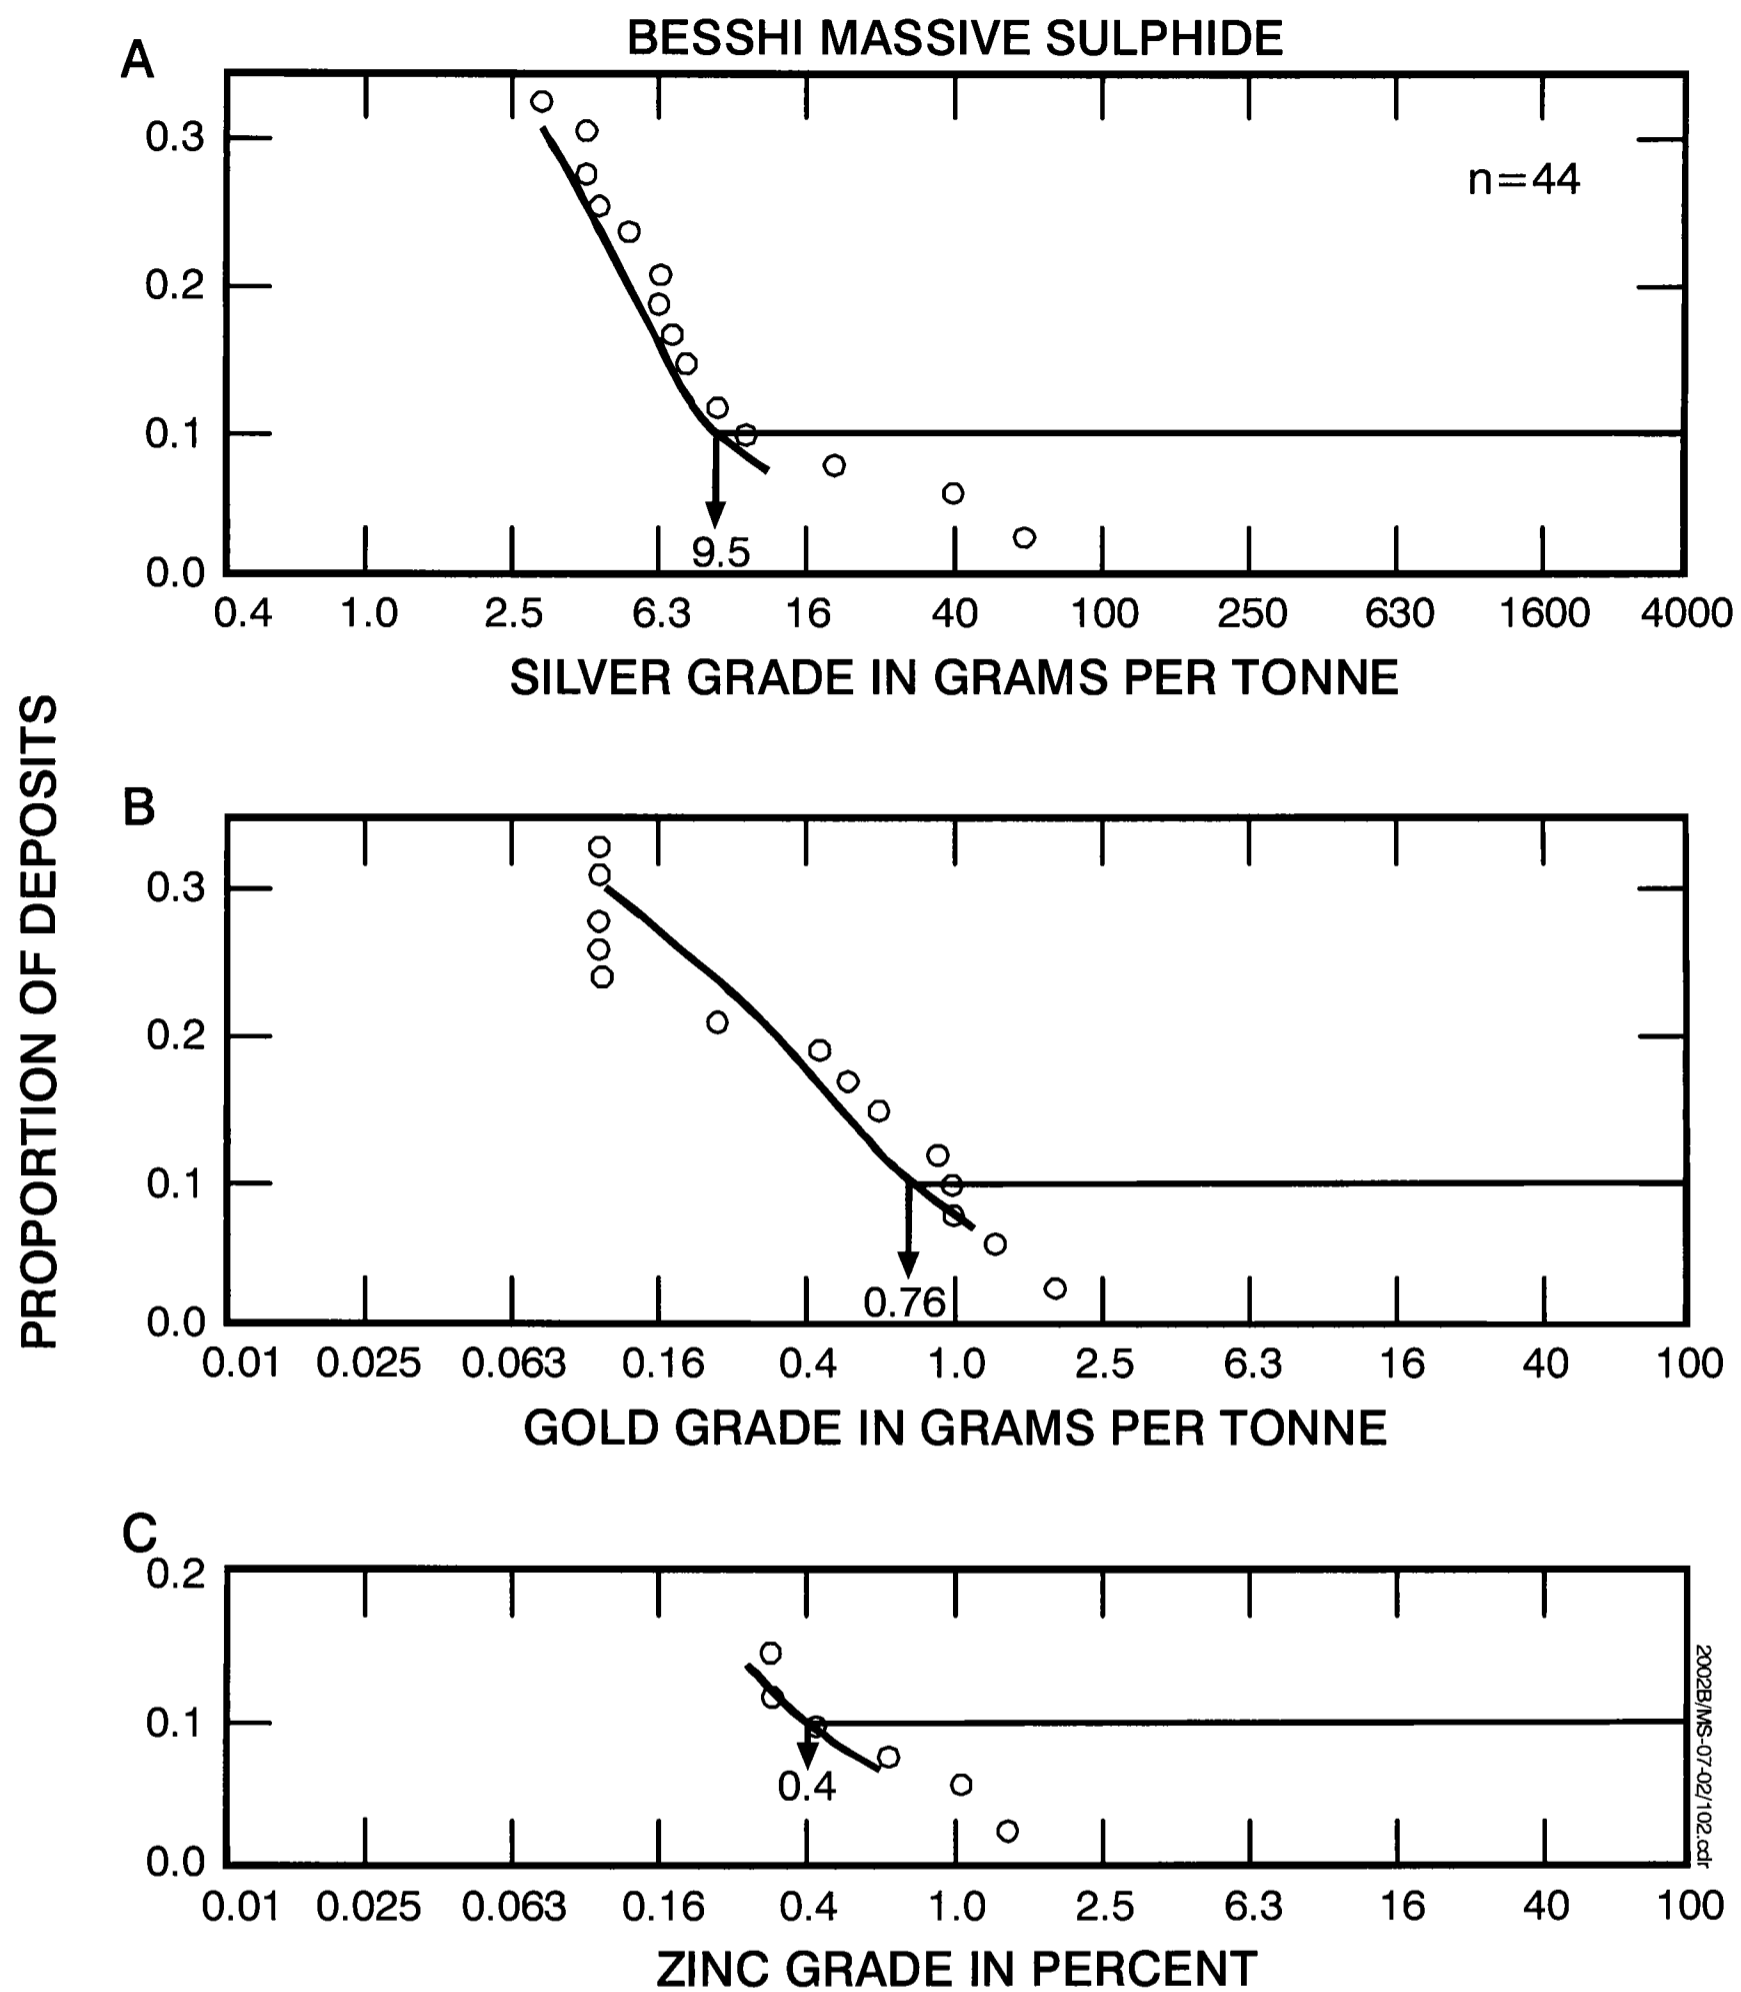 BESSHI MASSIVE SULPHIDE
A
0.3
n=44
0.2
0.1
9.5
0.0
0.4 1.0 2.5 6.3 16 40 100 250 630 1600 4000
SILVER GRADE IN GRAMS PER TONNE
PROPORTION OF DEPOSITS
B
0.3
0.2
0.1
0.76
0.0
0.01 0.025 0.063 0.16 0.4 1.0 2.5 6.3 16 40 100
GOLD GRADE IN GRAMS PER TONNE
C
0.2
0.1
0.4
0.0
2002B/MS-07-02/102.cdr
0.01 0.025 0.063 0.16 0.4 1.0 2.5 6.3 16 40 100
ZINC GRADE IN PERCENT